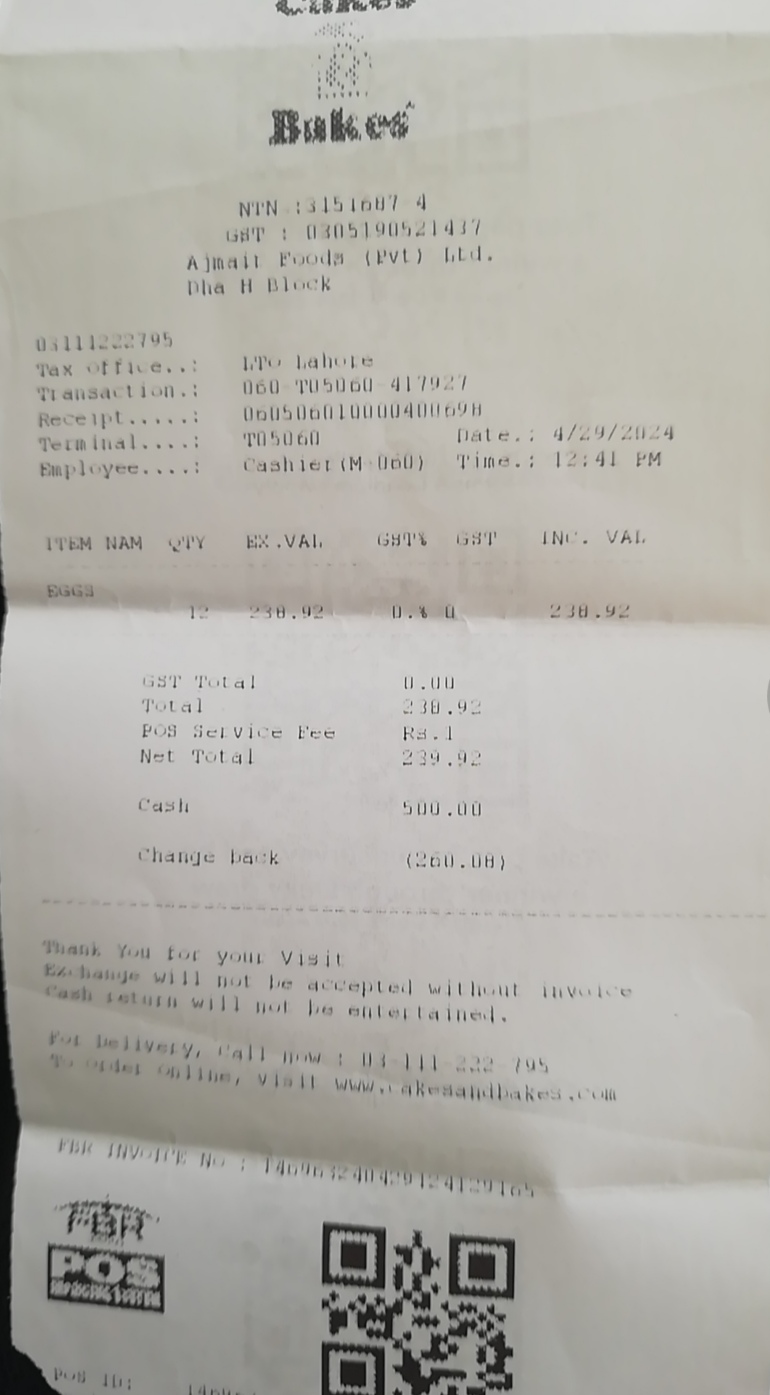 Cakes
&
Bakes
NTN :3151687-4
GST : 0305190521437
Ajmair Foods (Pvt) Ltd.
Dha H Block
03111222795
Tax office..: LTo Lahore
Transaction.: 060-T05060-417927
Receipt.....: 060506010000400698
Terminal....: T05060 Date.: 4/29/2024
Employee....: Cashier(M-060) Time.: 12:41 PM
ITEM NAM QTY EX.VAL GST% GST INC. VAL
EGGS
12 238.92 0.% 0 238.92
GST Total 0.00
Total 238.92
POS Service Fee Rs.1
Net Total 239.92
Cash 500.00
Change back (260.08)
Thank You for your Visit
Exchange will not be accepted without invoice
Cash return will not be entertained.
For Delivery, Call now : 03-111-222-795
To order online, visit www.cakesandbakes.com
FBR INVOICE No :
FBR
POS
POS ID: